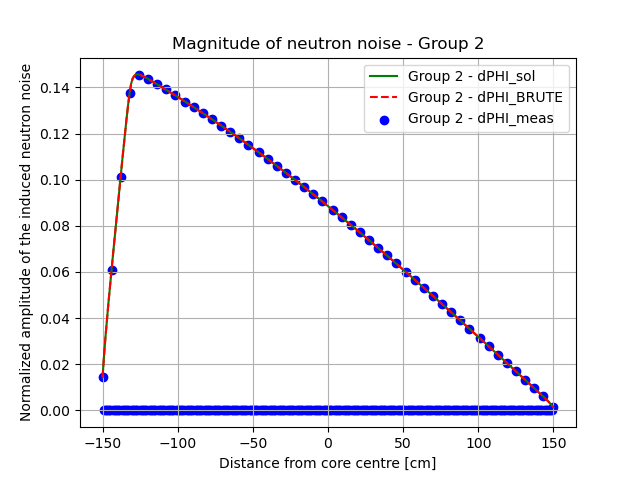 Magnitude of neutron noise - Group 2
Normalized amplitude of the induced neutron noise
0.14
0.12
0.10
0.08
0.06
0.04
0.02
0.00
Group 2 - dPHI_sol
Group 2 - dPHI_BRUTE
Group 2 - dPHI_meas
−150 −100 −50 0 50 100 150
Distance from core centre [cm]